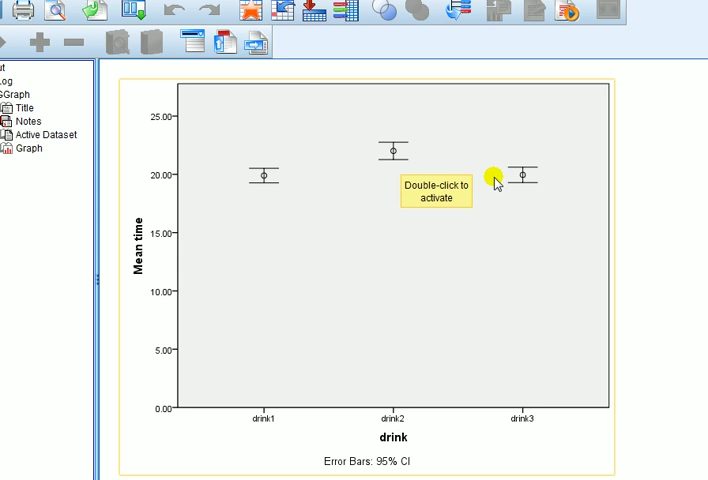 ut
og
GGraph
Title
Notes
Active Dataset
Graph
25.00
20.00
15.00
10.00
5.00
0.00
Mean time
Double-click to
activate
drink1
drink2
drink3
drink
Error Bars: 95% CI